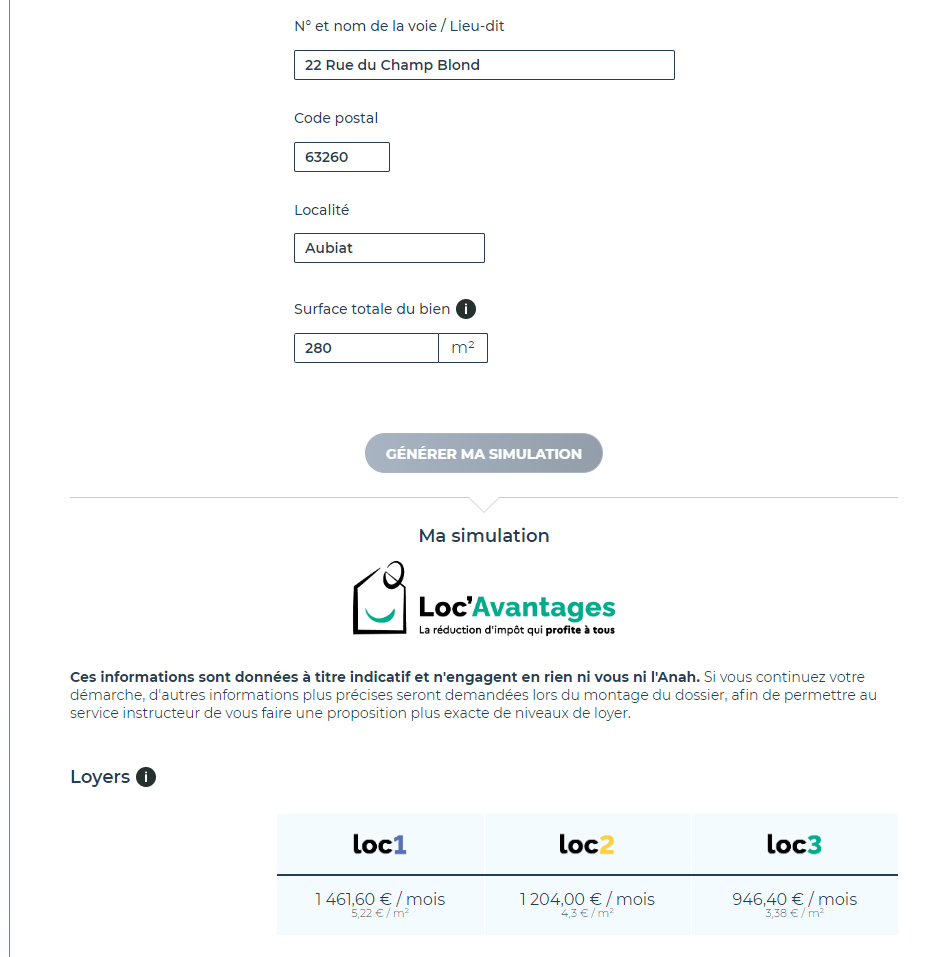 N° et nom de la voie / Lieu-dit
22 Rue du Champ Blond
Code postal
63260
Localité
Aubiat
Surface totale du bien i
280 m²
GÉNÉRER MA SIMULATION
Ma simulation
Loc'Avantages
La réduction d'impôt qui profite à tous
Ces informations sont données à titre indicatif et n'engagent en rien ni vous ni l'Anah. Si vous continuez votre
démarche, d'autres informations plus précises seront demandées lors du montage du dossier, afin de permettre au
service instructeur de vous faire une proposition plus exacte de niveaux de loyer.
Loyers i
loc1 loc2 loc3
1 461,60 € / mois 1 204,00 € / mois 946,40 € / mois
5,22 € / m² 4,3 € / m² 3,38 € / m²